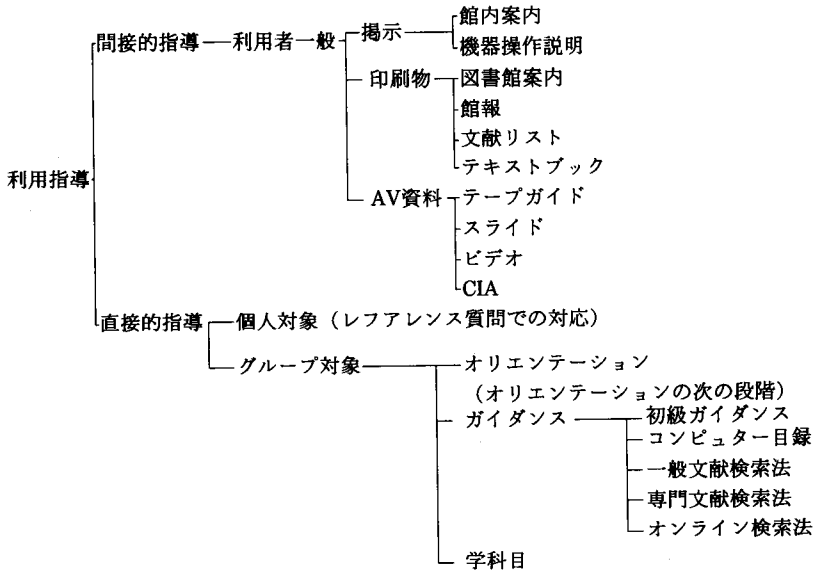 館内案内
間接的指導 利用者一般 掲示
機器操作説明
印刷物 図書館案内
館報
文献リスト
テキストブック
利用指導
AV資料 テープガイド
スライド
ビデオ
CIA
直接的指導 個人対象（レフアレンス質問での対応）
グループ対象 オリエンテーション
（オリエンテーションの次の段階）
ガイダンス 初級ガイダンス
コンピュター目録
一般文献検索法
専門文献検索法
オンライン検索法
学科目